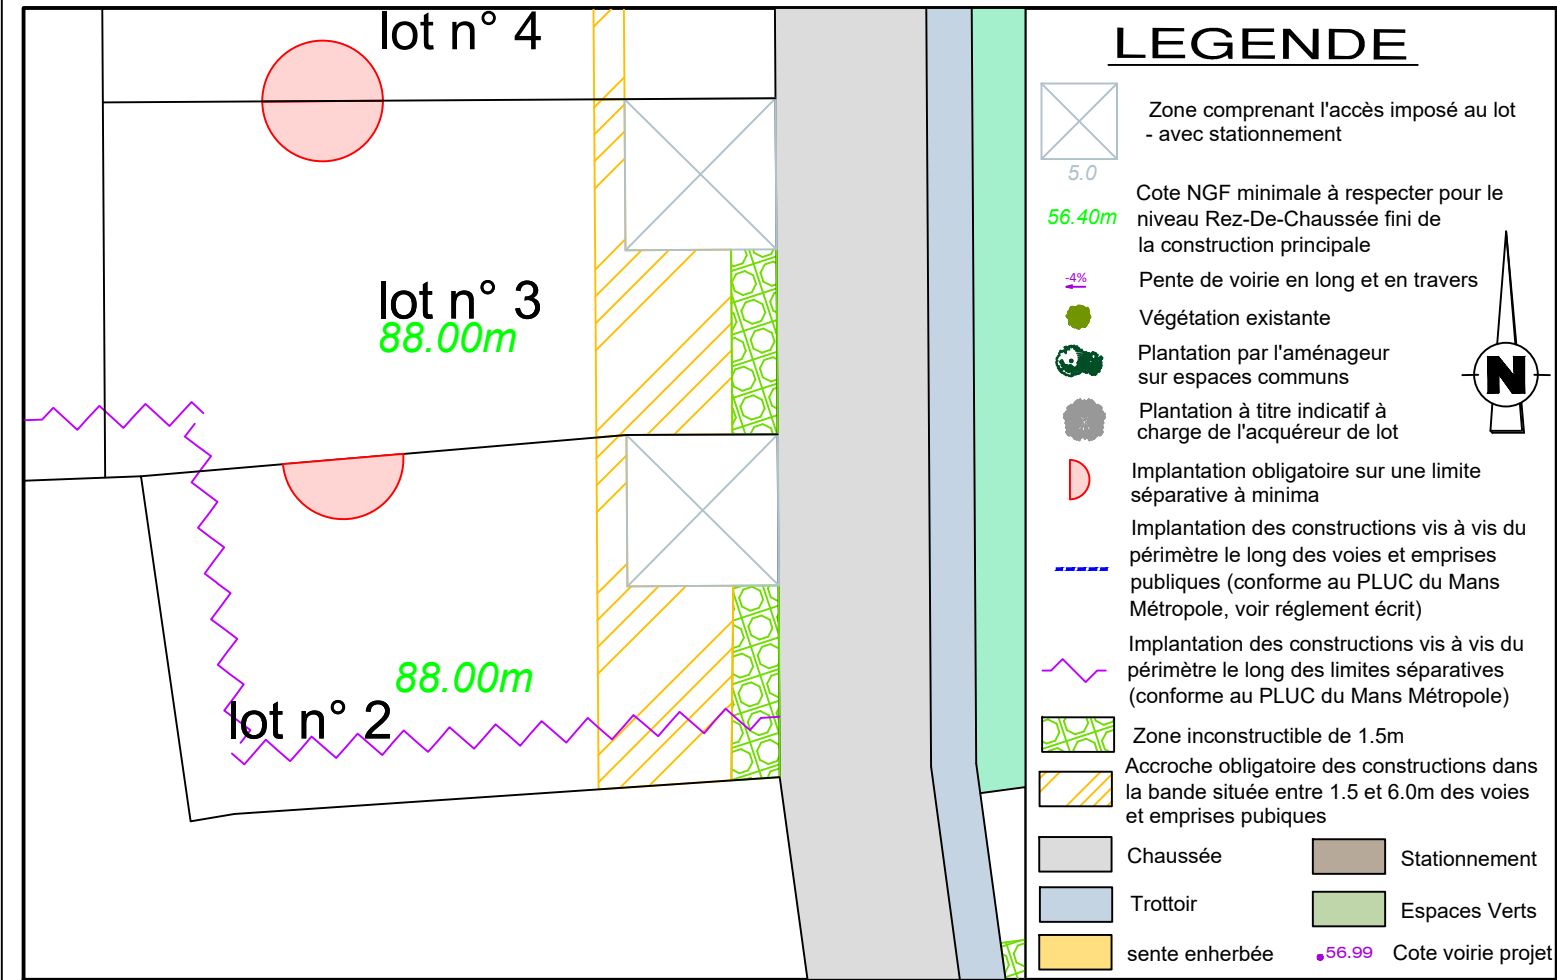 lot n° 4
lot n° 3
88.00m
88.00m
lot n° 2
LEGENDE
Zone comprenant l'accès imposé au lot
- avec stationnement
5.0
56.40m
Cote NGF minimale à respecter pour le
niveau Rez-De-Chaussée fini de
la construction principale
-4%
Pente de voirie en long et en travers
Végétation existante
Plantation par l'aménageur
sur espaces communs
Plantation à titre indicatif à
charge de l'acquéreur de lot
N
Implantation obligatoire sur une limite
séparative à minima
Implantation des constructions vis à vis du
périmètre le long des voies et emprises
publiques (conforme au PLUC du Mans
Métropole, voir réglement écrit)
Implantation des constructions vis à vis du
périmètre le long des limites séparatives
(conforme au PLUC du Mans Métropole)
Zone inconstructible de 1.5m
Accroche obligatoire des constructions dans
la bande située entre 1.5 et 6.0m des voies
et emprises pubiques
Chaussée
Stationnement
Trottoir
Espaces Verts
sente enherbée
56.99
Cote voirie projet